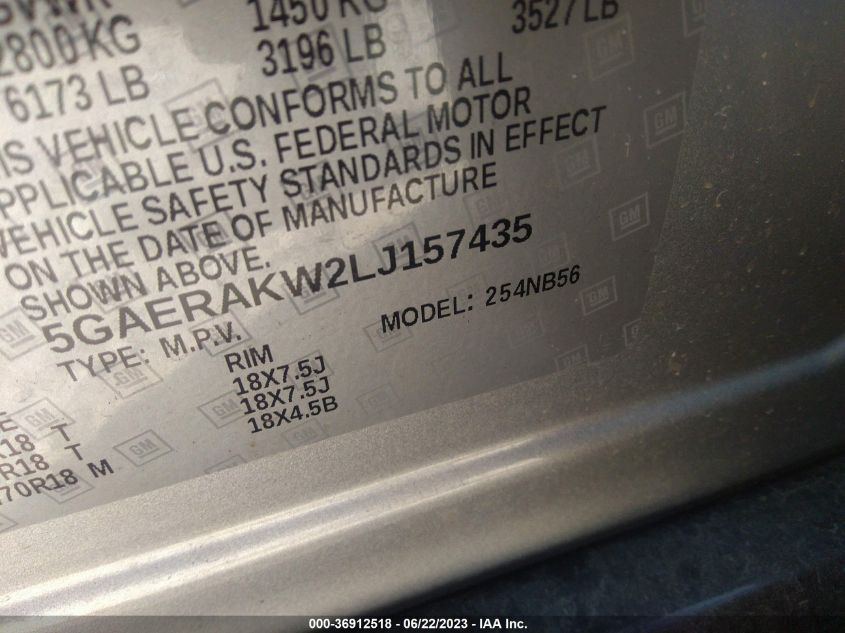 1450 KG
2800 KG 3196 LB 3527 LB
6173 LB
VEHICLE CONFORMS TO ALL
U.S. FEDERAL MOTOR
VEHICLE SAFETY STANDARDS IN EFFECT
ON THE DATE OF MANUFACTURE
SHOWN ABOVE.
5GAERAKW2LJ157435
TYPE: M.P.V. MODEL: 254NB56
RIM
18X7.5J
R18 T 18X7.5J
R18 T 18X4.5B
70R18 M
GM
000-36912518 - 06/22/2023 - IAA Inc.